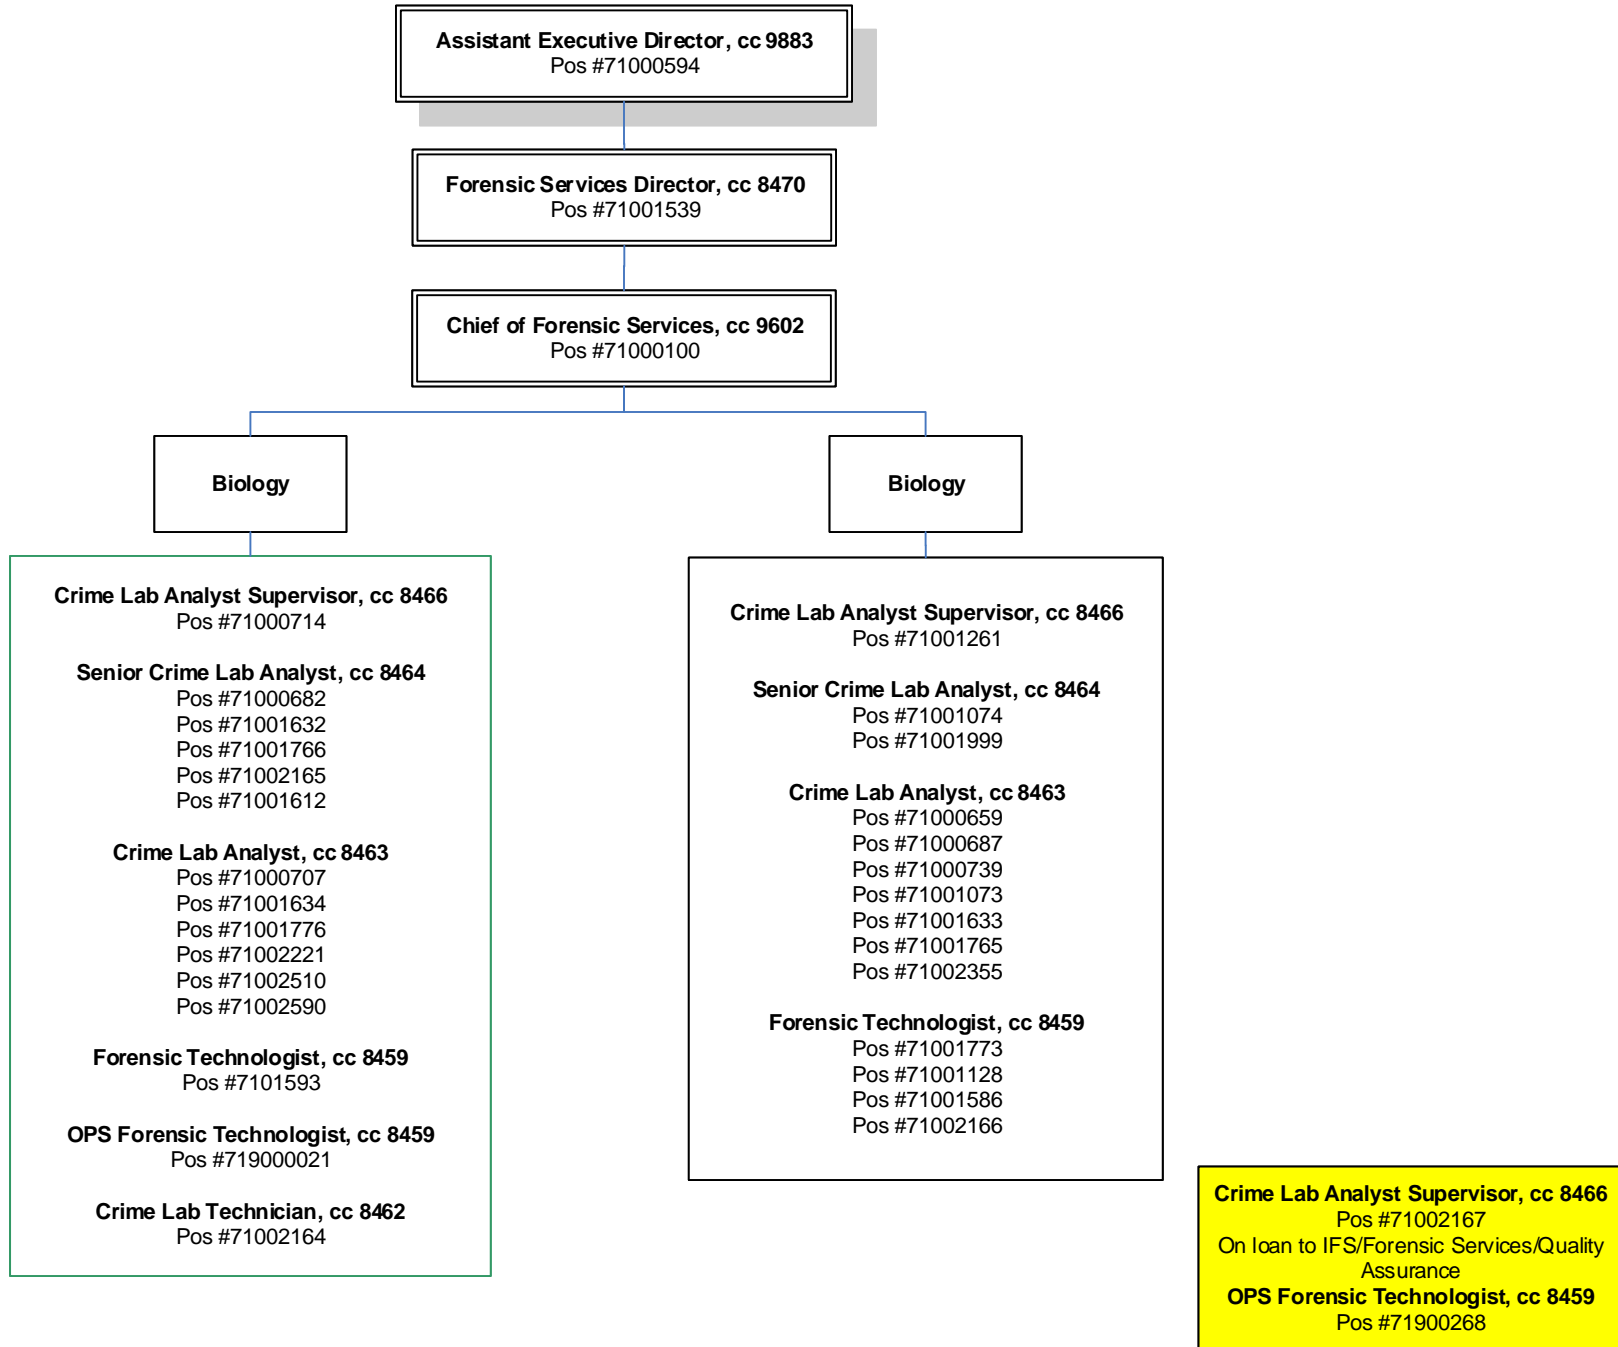 Assistant Executive Director, cc 9883
Pos #71000594
Forensic Services Director, cc 8470
Pos #71001539
Chief of Forensic Services, cc 9602
Pos #71000100
Biology
Crime Lab Analyst Supervisor, cc 8466
Pos #71000714
Senior Crime Lab Analyst, cc 8464
Pos #71000682
Pos #71001632
Pos #71001766
Pos #71002165
Pos #71001612
Crime Lab Analyst, cc 8463
Pos #71000707
Pos #71001634
Pos #71001776
Pos #71002221
Pos #71002510
Pos #71002590
Forensic Technologist, cc 8459
Pos #7101593
OPS Forensic Technologist, cc 8459
Pos #719000021
Crime Lab Technician, cc 8462
Pos #71002164
Biology
Crime Lab Analyst Supervisor, cc 8466
Pos #71001261
Senior Crime Lab Analyst, cc 8464
Pos #71001074
Pos #71001999
Crime Lab Analyst, cc 8463
Pos #71000659
Pos #71000687
Pos #71000739
Pos #71001073
Pos #71001633
Pos #71001765
Pos #71002355
Forensic Technologist, cc 8459
Pos #71001773
Pos #71001128
Pos #71001586
Pos #71002166
Crime Lab Analyst Supervisor, cc 8466
Pos #71002167
On loan to IFS/Forensic Services/Quality
Assurance
OPS Forensic Technologist, cc 8459
Pos #71900268